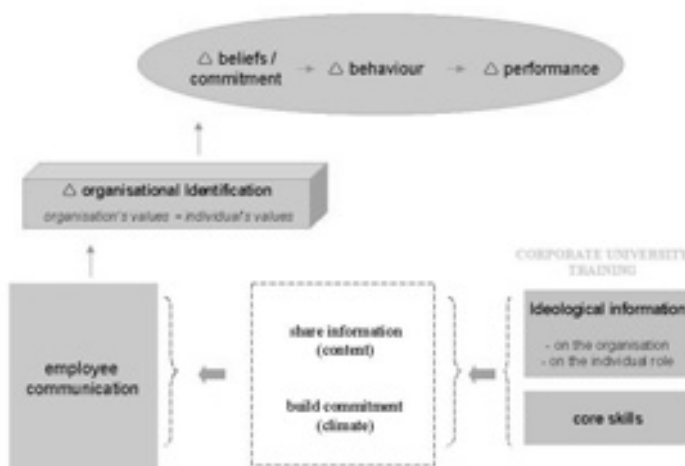 △ beliefs /
commitment
△ behaviour
△ performance
△ organisational Identification
organisation's values = individual's values
CORPORATE UNIVERSITY
TRAINING
Ideological information
- on the organisation
- on the individual role
core skills
share information
(content)
build commitment
(climate)
employee
communication